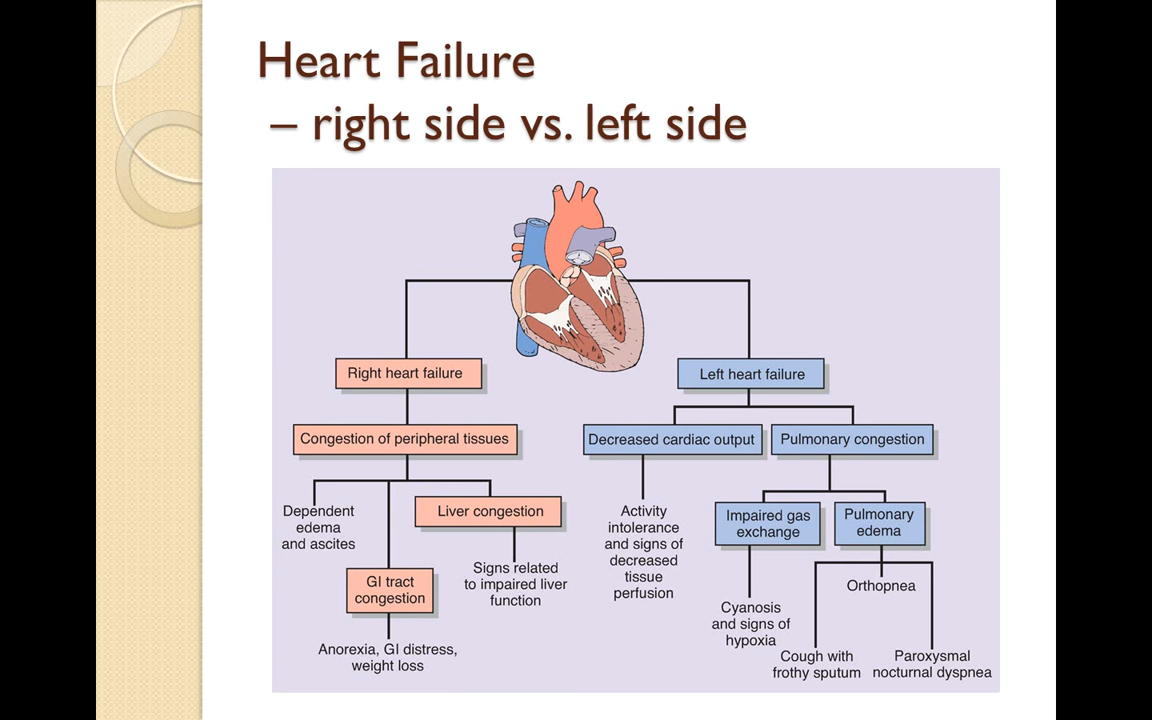 Heart Failure
– right side vs. left side
Right heart failure
Congestion of peripheral tissues
Dependent
edema
and ascites
GI tract
congestion
Anorexia, GI distress,
weight loss
Liver congestion
Signs related
to impaired liver
function
Left heart failure
Decreased cardiac output
Activity
intolerance
and signs of
decreased
tissue
perfusion
Pulmonary congestion
Impaired gas
exchange
Cyanosis
and signs of
hypoxia
Pulmonary
edema
Cough with
frothy sputum
Orthopnea
Paroxysmal
nocturnal dyspnea